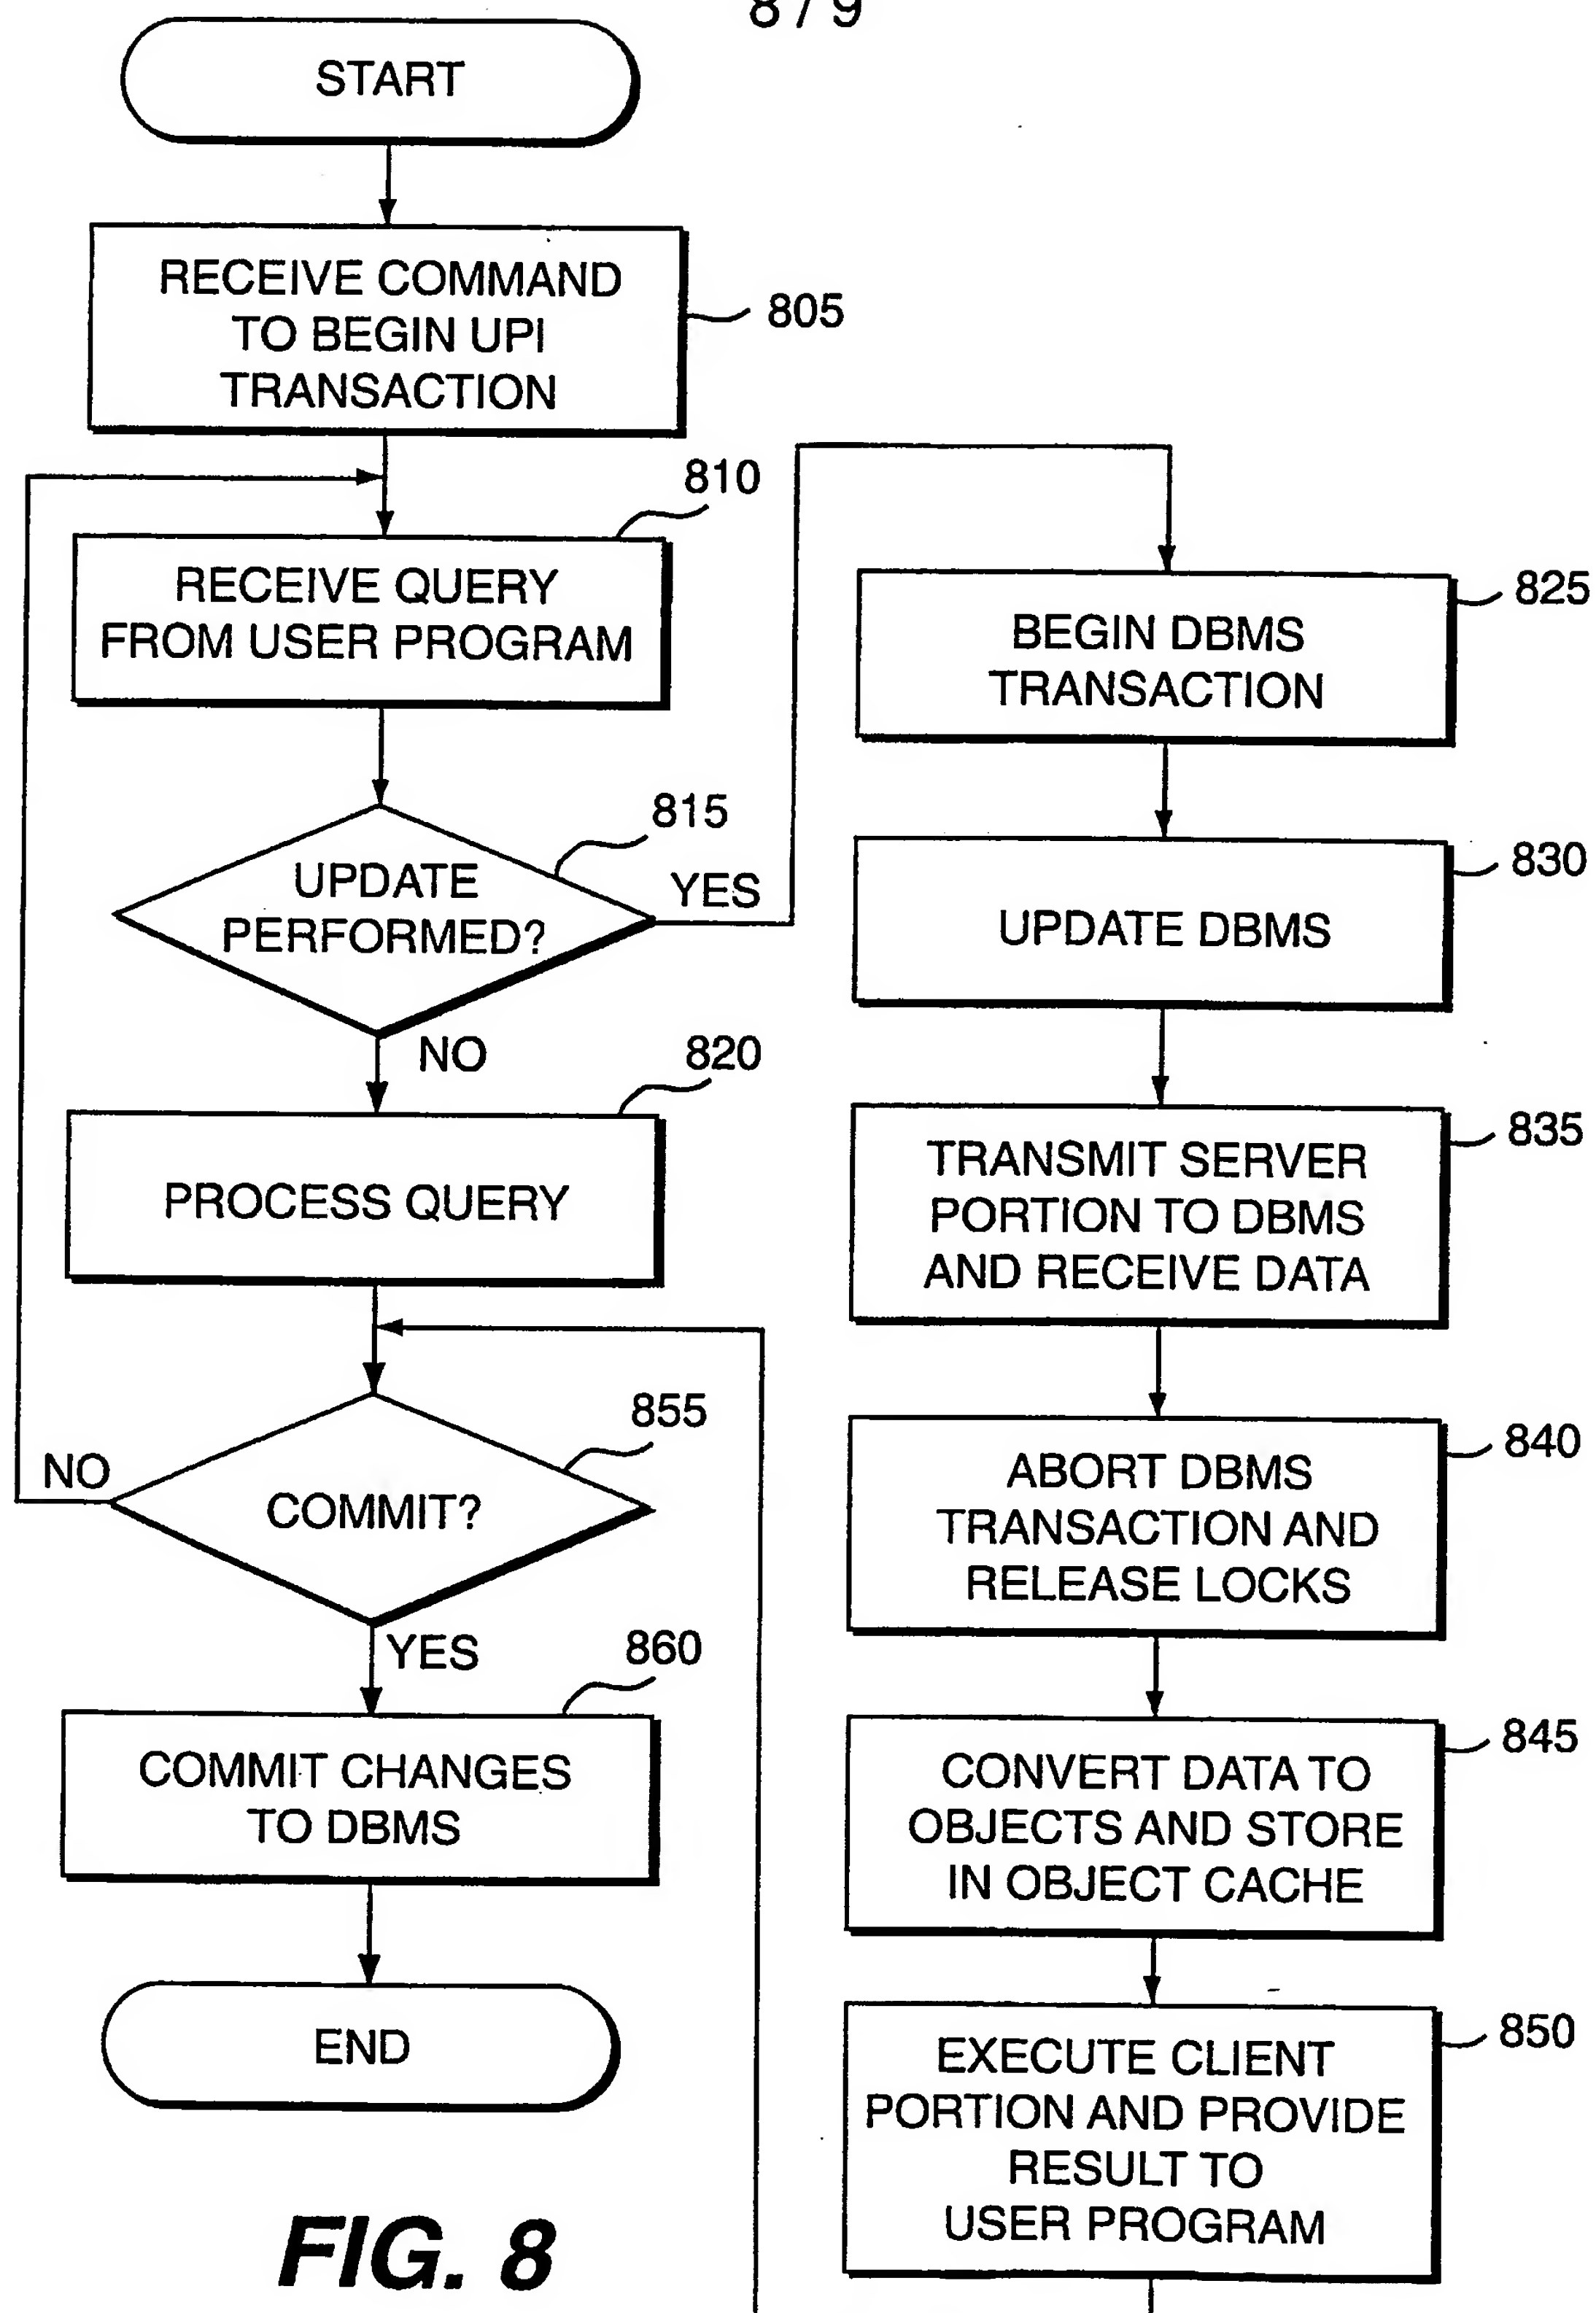 8 / 9
START
RECEIVE COMMAND
TO BEGIN UPI
TRANSACTION
805
810
RECEIVE QUERY
FROM USER PROGRAM
815
UPDATE
PERFORMED?
YES
NO
820
PROCESS QUERY
855
COMMIT?
NO
YES
860
COMMIT CHANGES
TO DBMS
END
825
BEGIN DBMS
TRANSACTION
830
UPDATE DBMS
835
TRANSMIT SERVER
PORTION TO DBMS
AND RECEIVE DATA
840
ABORT DBMS
TRANSACTION AND
RELEASE LOCKS
845
CONVERT DATA TO
OBJECTS AND STORE
IN OBJECT CACHE
850
EXECUTE CLIENT
PORTION AND PROVIDE
RESULT TO
USER PROGRAM
FIG. 8